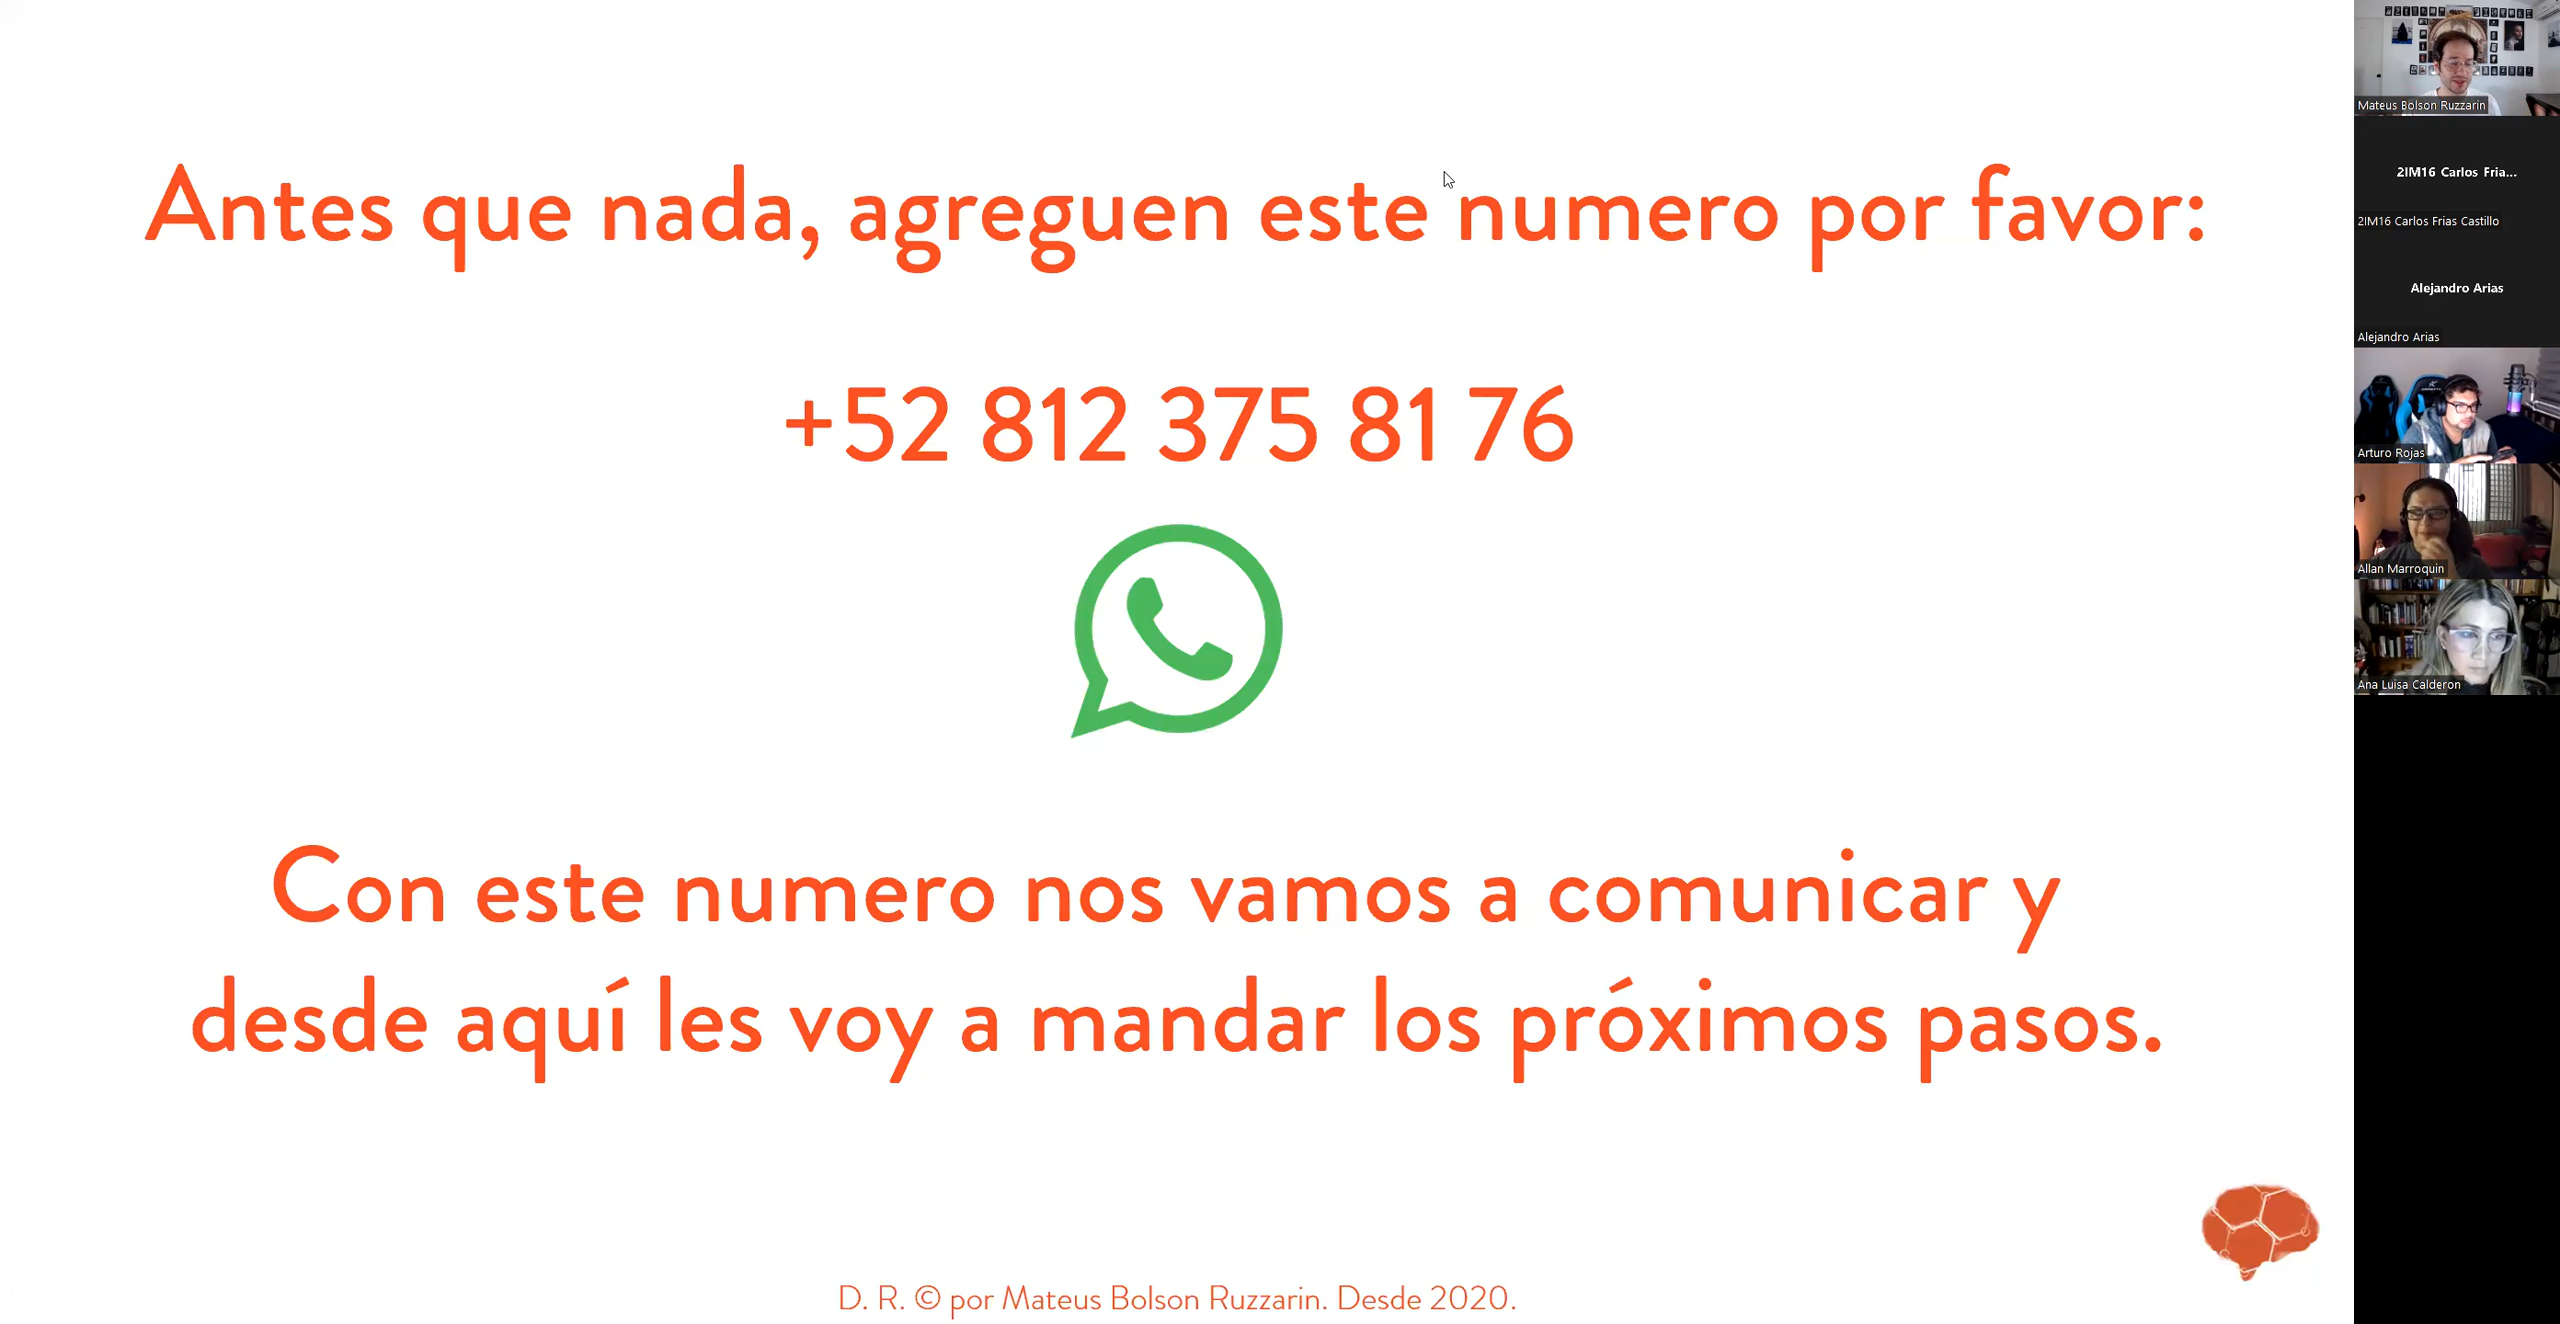 Antes que nada, agreguen este numero por favor:
+52 812 375 81 76
Con este numero nos vamos a comunicar y
desde aquí les voy a mandar los próximos pasos.
D. R. © por Mateus Bolson Ruzzarin. Desde 2020.
Mateus Bolson Ruzzarin
2IM16 Carlos Fria...
2IM16 Carlos Frias Castillo
Alejandro Arias
Alejandro Arias
Arturo Rojas
Allan Marroquin
Ana Luisa Calderon